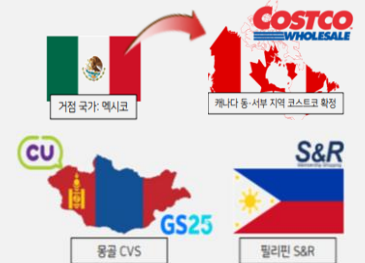 COSTCO
WHOLESALE
거점 국가: 멕시코
캐나다 동·서부 지역 코스트코 확정
CU
GS25
S&R
몽골 CVS
필리핀 S&R